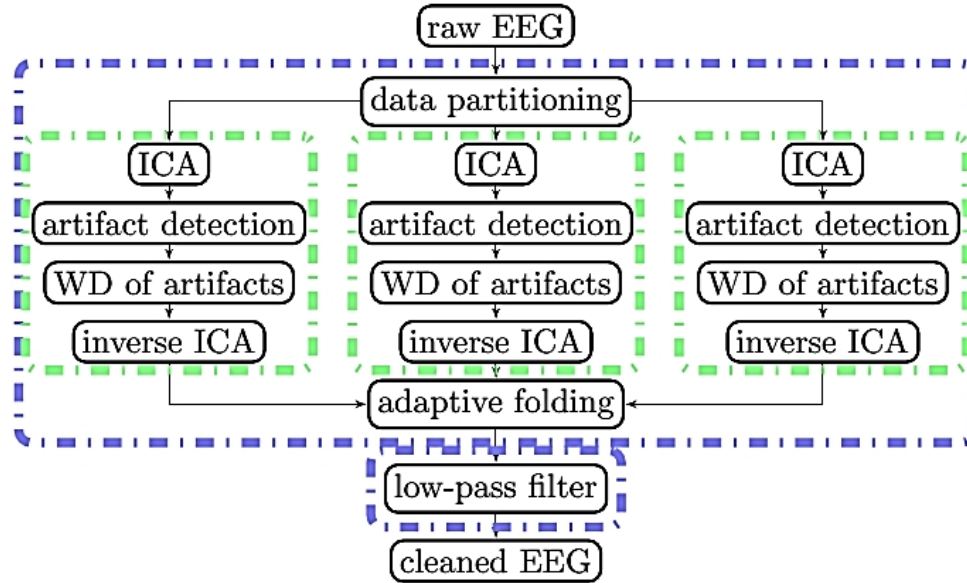 raw EEG
data partitioning
ICA
ICA
ICA
artifact detection
artifact detection
artifact detection
WD of artifacts
WD of artifacts
WD of artifacts
inverse ICA
inverse ICA
inverse ICA
adaptive folding
low-pass filter
cleaned EEG